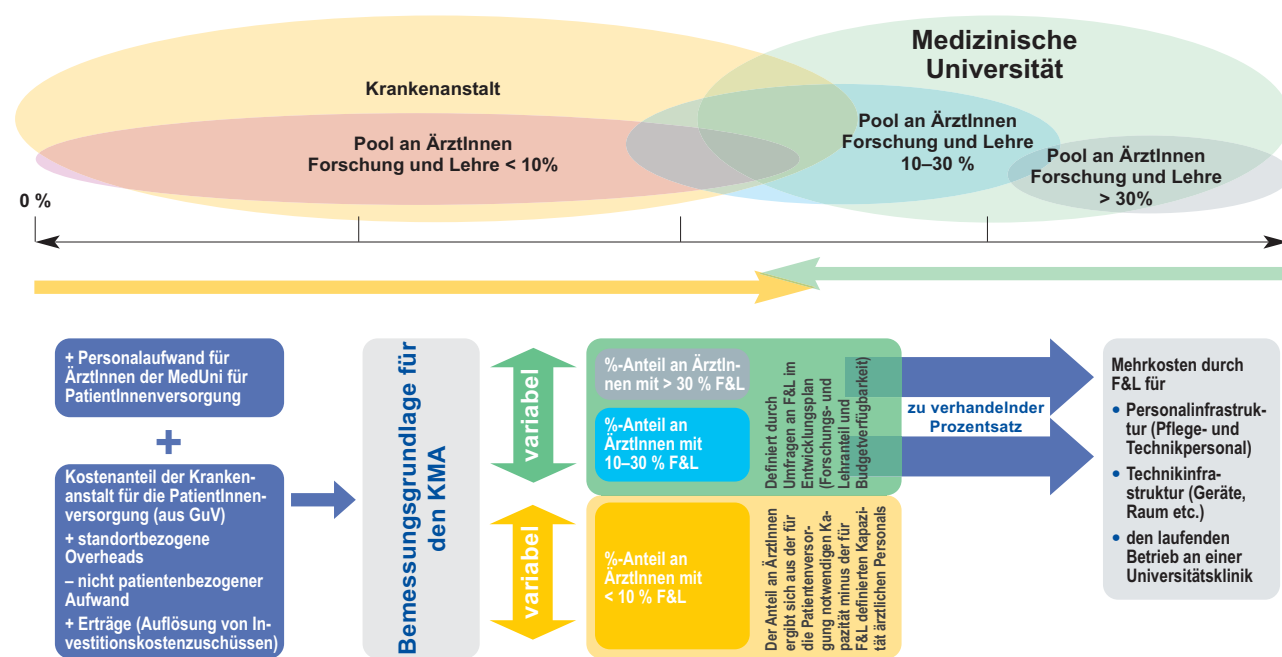 Medizinische
Universität
Krankenanstalt
Pool an ÄrztInnen
Forschung und Lehre < 10%
Pool an ÄrztInnen
Forschung und Lehre
10–30 %
Pool an ÄrztInnen
Forschung und Lehre
> 30%
0 %
+ Personalaufwand für
ÄrztInnen der MedUni für
PatientInnenversorgung
+
Kostenanteil der Kranken-
anstalt für die PatientInnen-
versorgung (aus GuV)
+ standortbezogene
Overheads
– nicht patientenbezogener
Aufwand
+ Erträge (Auflösung von In-
vestitionskostenzuschüssen)
Bemessungsgrundlage für
den KMA
variabel
variabel
%-Anteil an ÄrztIn-
nen mit > 30 % F&L
%-Anteil an
ÄrztInnen mit
10–30 % F&L
Definiert durch
Umfragen an F&L im
Entwicklungsplan
(Forschungs- und
Lehranteil und
Budgetverfügbarkeit)
%-Anteil an
ÄrztInnen mit
< 10 % F&L
Der Anteil an ÄrztInnen
ergibt sich aus der für
die Patientenversor-
gung notwendigen Ka-
pazität minus der für
F&L definierten Kapazi-
tät ärztlichen Personals
zu verhandelnder
Prozentsatz
Mehrkosten durch
F&L für
• Personalinfrastruk-
tur (Pflege- und
Technikpersonal)
• Technikinfra-
struktur (Geräte,
Raum etc.)
• den laufenden
Betrieb an einer
Universitätsklinik